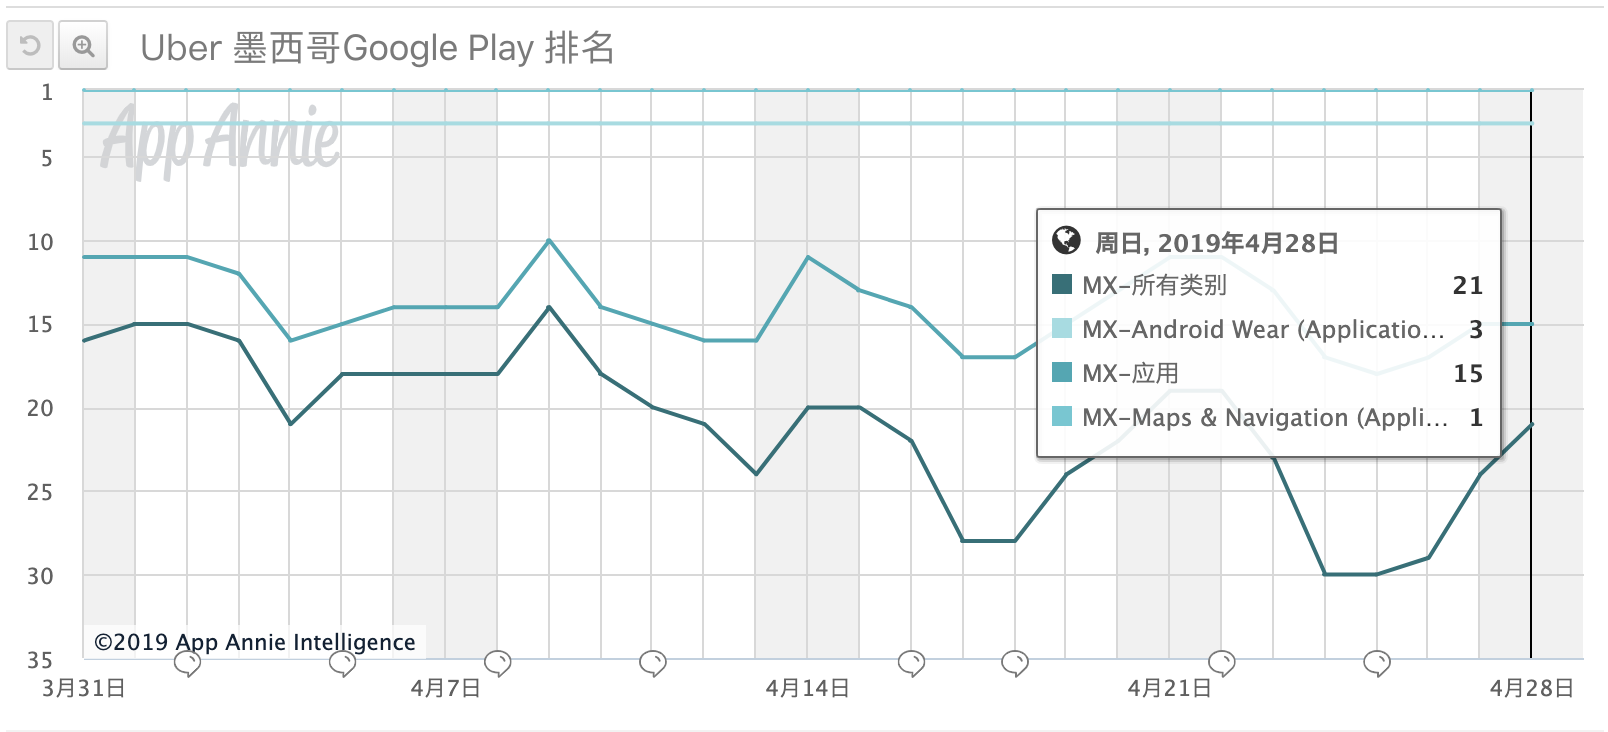 Uber 墨西哥Google Play 排名
1
App Annie
5
10
15
20
25
30
35
周日, 2019年4月28日
MX-所有类别 21
MX-Android Wear (Applicatio... 3
MX-应用 15
MX-Maps & Navigation (Appli... 1
©2019 App Annie Intelligence
3月31日 4月7日 4月14日 4月21日 4月28日